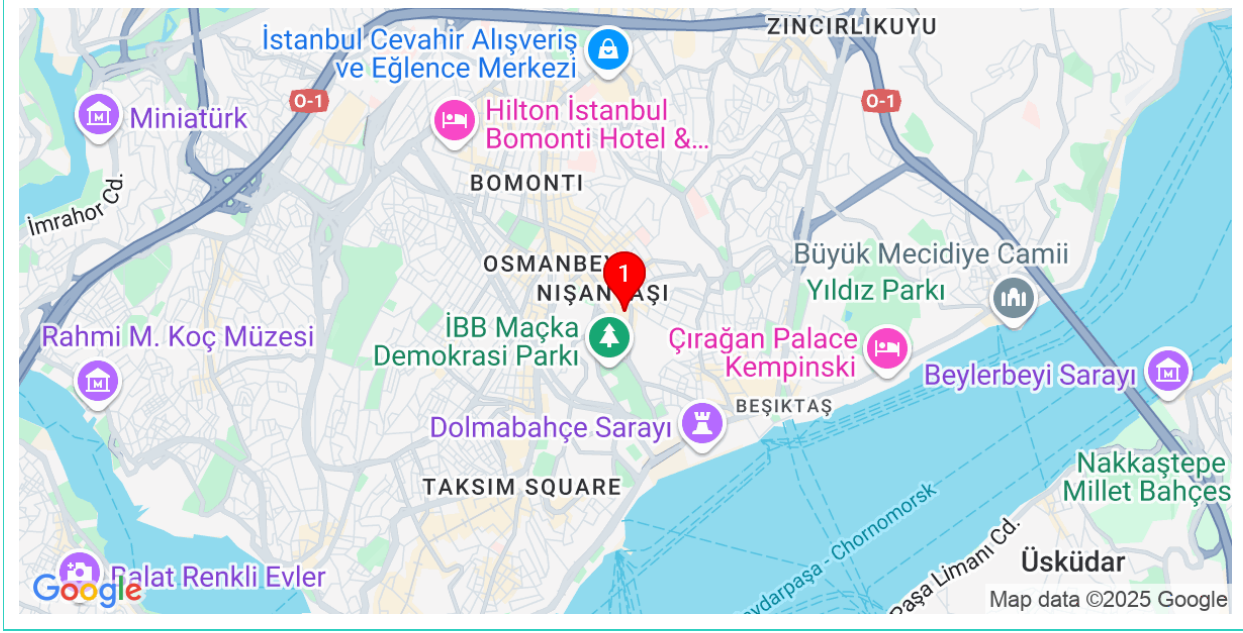 ZINCIRLIKUYU
İstanbul Cevahir Alışveriş
ve Eğlence Merkezi
O-1
O-1
Miniatürk
Hilton İstanbul
Bomonti Hotel &...
BOMONTI
İmrahor Cd.
OSMANBEY
1
NIŞANTAŞI
Büyük Mecidiye Camii
Yıldız Parkı
Rahmi M. Koç Müzesi
İBB Maçka
Demokrasi Parkı
Çırağan Palace
Kempinski
Beylerbeyi Sarayı
BEŞIKTAŞ
Dolmabahçe Sarayı
Nakkaştepe
Millet Bahçes
TAKSIM SQUARE
ydarpaşa - Chornomorsk
Paşa Limanı Cd.
Üsküdar
Balat Renkli Evler
Google
Map data ©2025 Google